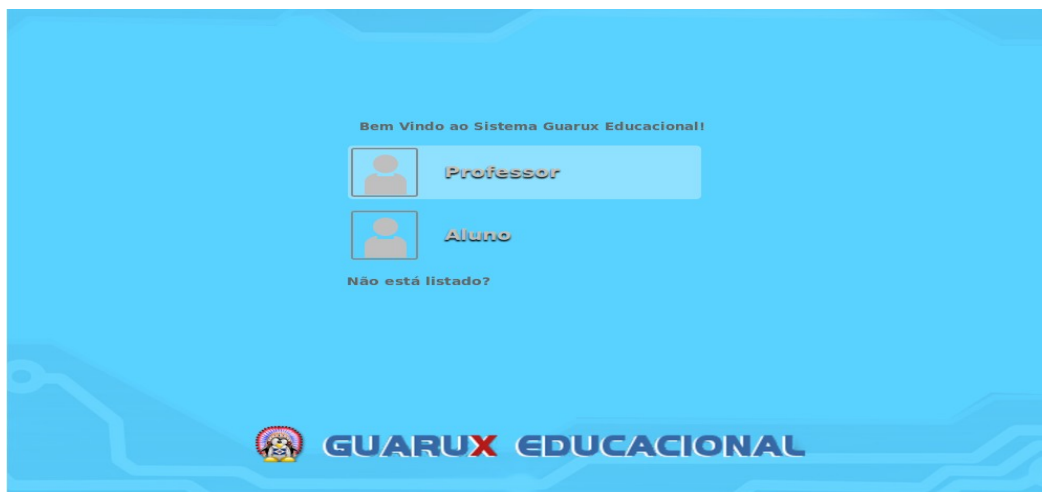 Bem Vindo ao Sistema Guarux Educacional!
Professor
Aluno
Não está listado?
GUARUX EDUCACIONAL